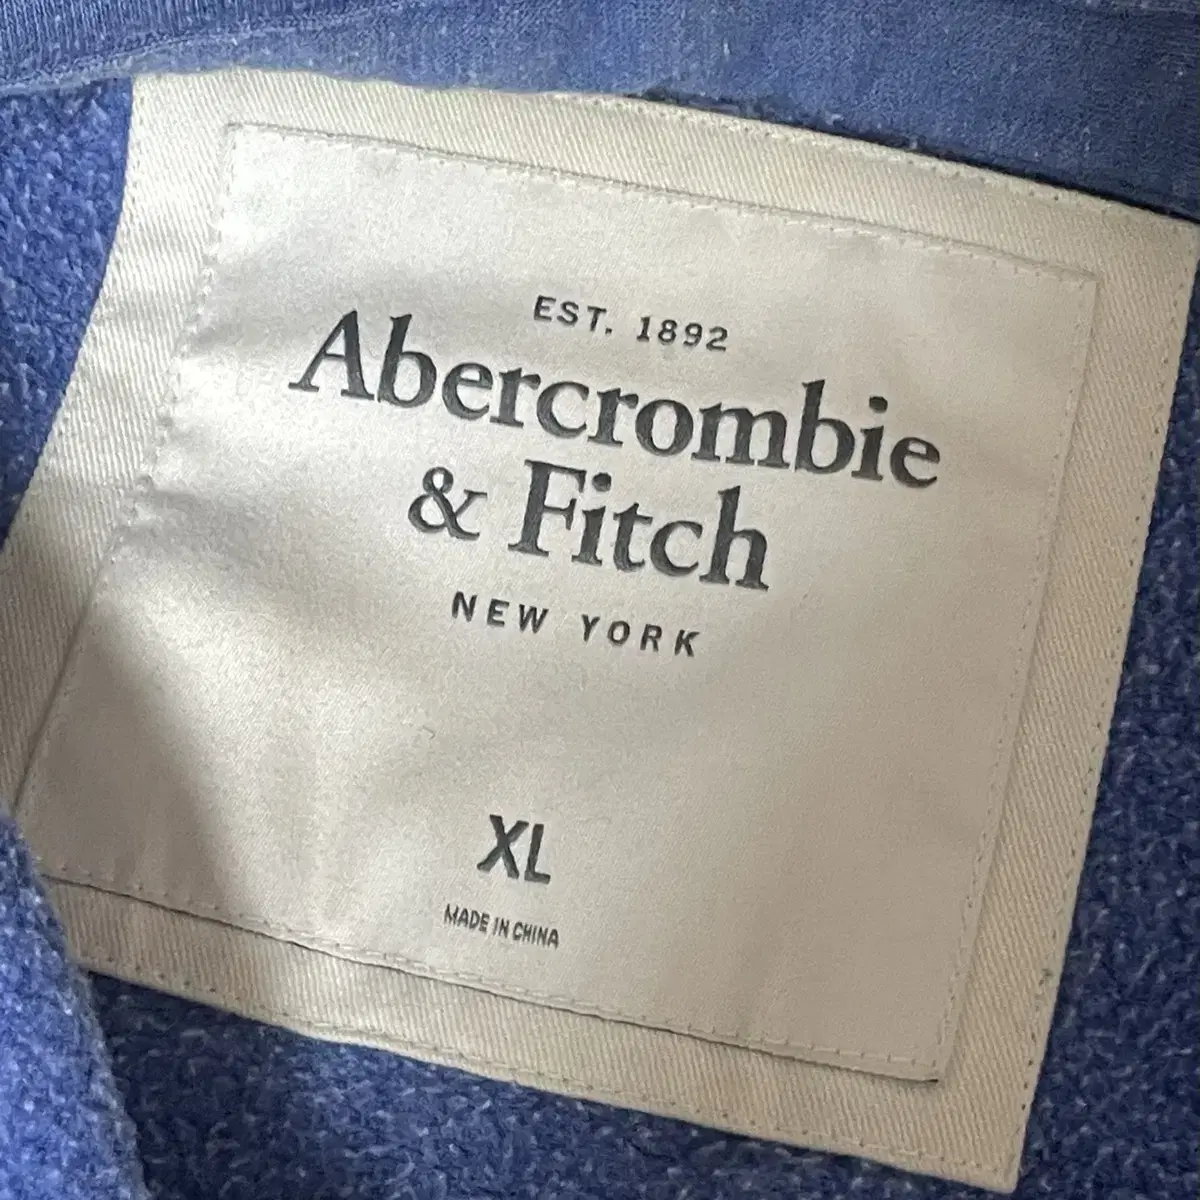 EST. 1892
Abercrombie
& Fitch
NEW YORK
XL
MADE IN CHINA